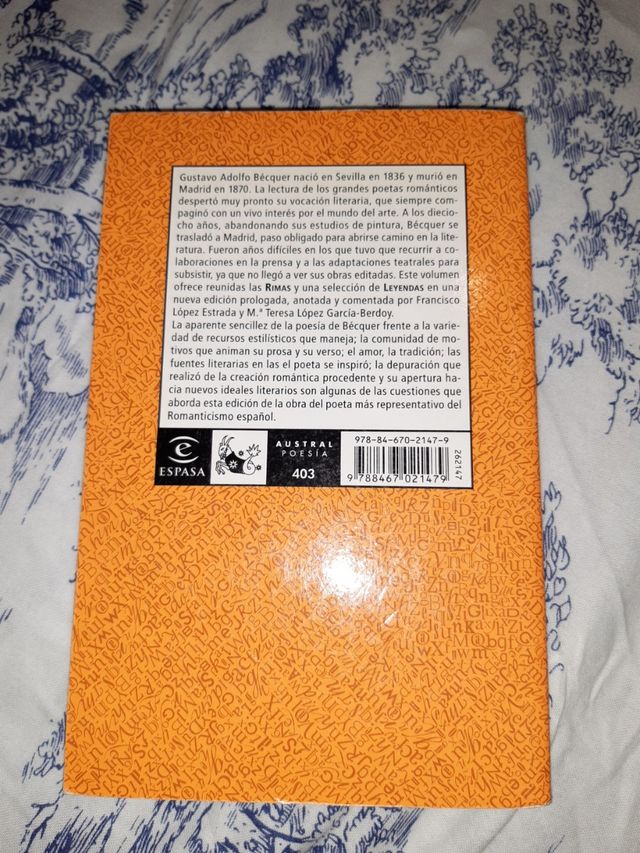 Gustavo Adolfo Bécquer nació en Sevilla en 1836 y murió en
Madrid en 1870. La lectura de los grandes poetas románticos
despertó muy pronto su vocación literaria, que siempre com-
paginó con un vivo interés por el mundo del arte. A los diecio-
cho años, abandonando sus estudios de pintura, Bécquer se
trasladó a Madrid, paso obligado para abrirse camino en la lite-
ratura. Fueron años difíciles en los que tuvo que recurrir a co-
laboraciones en la prensa y a las adaptaciones teatrales para
subsistir, ya que no llegó a ver sus obras editadas. Este volumen
ofrece reunidas las RIMAS y una selección de LEYENDAS en
una nueva edición prologada, anotada y comentada por Francisco
López Estrada y M.ª Teresa López García-Berdoy.
La aparente sencillez de la poesía de Bécquer frente a la varie-
dad de recursos estilísticos que maneja; la comunidad de mo-
tivos que animan su prosa y su verso; el amor, la tradición; las
fuentes literarias en las el poeta se inspiró; la depuración que
realizó de la creación romántica procedente y su apertura ha-
cia nuevos ideales literarios son algunas de las cuestiones que
aborda esta edición de la obra del poeta más representativo del
Romanticismo español.
e
ESPASA
AUSTRAL
POESÍA
403
978-84-670-2147-9
9 788467 021479
262147